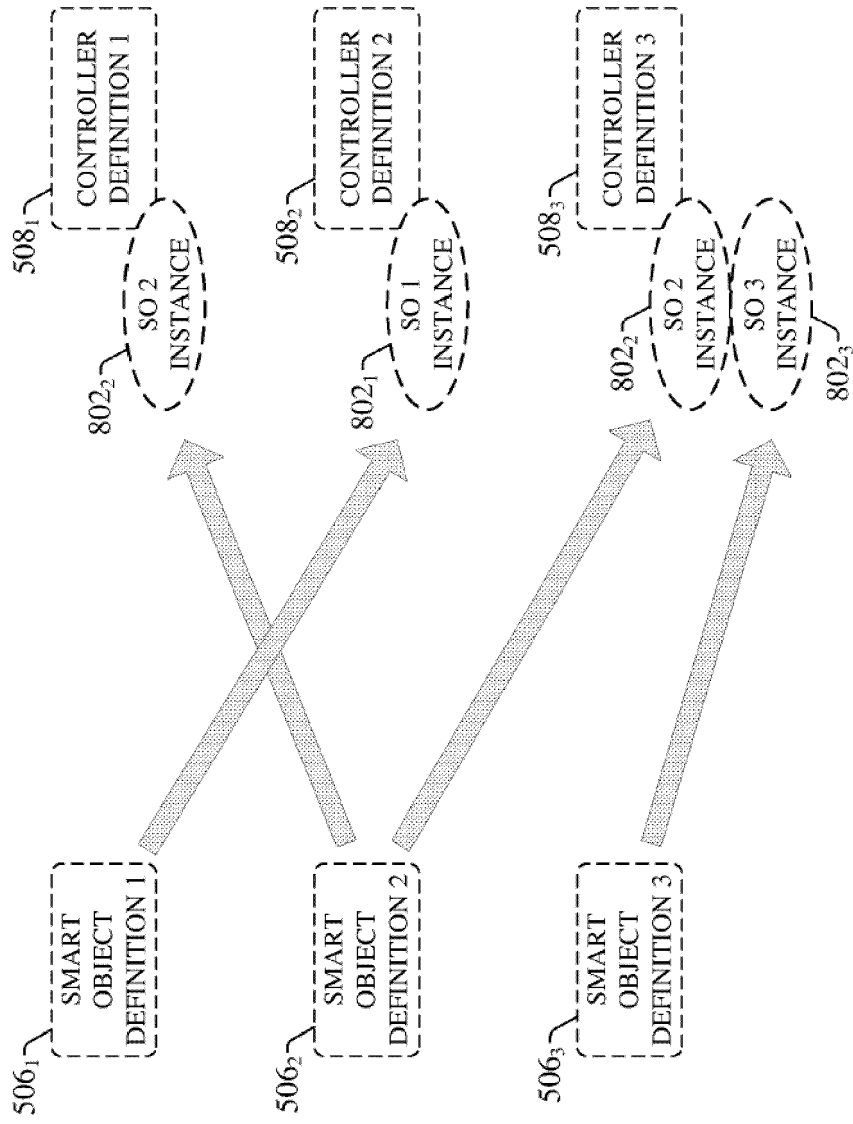 506₁
SMART
OBJECT
DEFINITION 1
506₂
SMART
OBJECT
DEFINITION 2
506₃
SMART
OBJECT
DEFINITION 3
802₂
SO 2
INSTANCE
508₁
CONTROLLER
DEFINITION 1
802₁
SO 1
INSTANCE
508₂
CONTROLLER
DEFINITION 2
802₂
SO 2
INSTANCE
SO 3
INSTANCE
802₃
508₃
CONTROLLER
DEFINITION 3